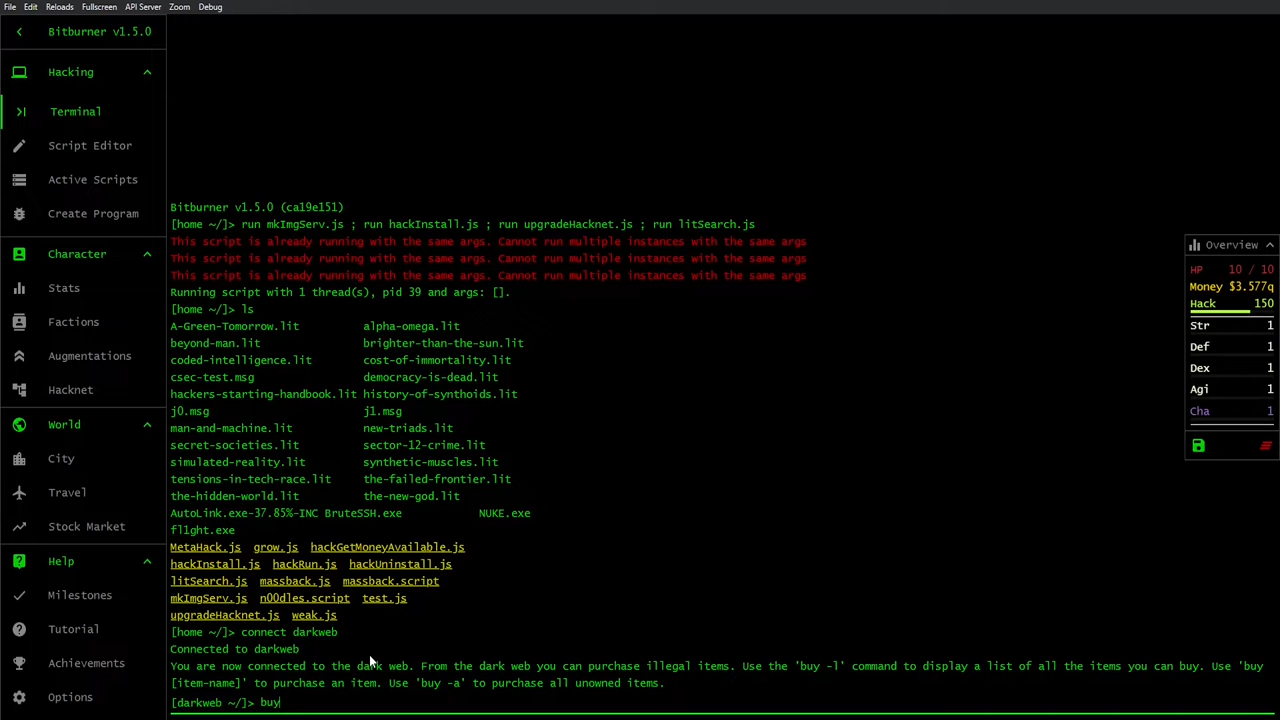 File Edit Reloads Fullscreen API Server Zoom Debug
Bitburner v1.5.0
Hacking
Terminal
Script Editor
Active Scripts
Create Program
Character
Stats
Factions
Augmentations
Hacknet
World
City
Travel
Stock Market
Help
Milestones
Tutorial
Achievements
Options
Bitburner v1.5.0 (ca19e151)
[home ~/]> run mkImgServ.js ; run hackInstall.js ; run upgradeHacknet.js ; run litSearch.js
This script is already running with the same args. Cannot run multiple instances with the same args
This script is already running with the same args. Cannot run multiple instances with the same args
This script is already running with the same args. Cannot run multiple instances with the same args
Running script with 1 thread(s), pid 39 and args: [].
[home ~/]> ls
A-Green-Tomorrow.lit alpha-omega.lit
beyond-man.lit brighter-than-the-sun.lit
coded-intelligence.lit cost-of-immortality.lit
csec-test.msg democracy-is-dead.lit
hackers-starting-handbook.lit history-of-synthoids.lit
j0.msg j1.msg
man-and-machine.lit new-triads.lit
secret-societies.lit sector-12-crime.lit
simulated-reality.lit synthetic-muscles.lit
tensions-in-tech-race.lit the-failed-frontier.lit
the-hidden-world.lit the-new-god.lit
AutoLink.exe-37.85%-INC BruteSSH.exe NUKE.exe
fl1ght.exe
MetaHack.js grow.js hackGetMoneyAvailable.js
hackInstall.js hackRun.js hackUninstall.js
litSearch.js massback.js massback.script
mkImgServ.js n00dles.script test.js
upgradeHacknet.js weak.js
[home ~/]> connect darkweb
Connected to darkweb
You are now connected to the dark web. From the dark web you can purchase illegal items. Use the 'buy -l' command to display a list of all the items you can buy. Use 'buy
[item-name]' to purchase an item. Use 'buy -a' to purchase all unowned items.
[darkweb ~/]> buy
Overview
HP 10 / 10
Money $3.577q
Hack 150
Str 1
Def 1
Dex 1
Agi 1
Cha 1